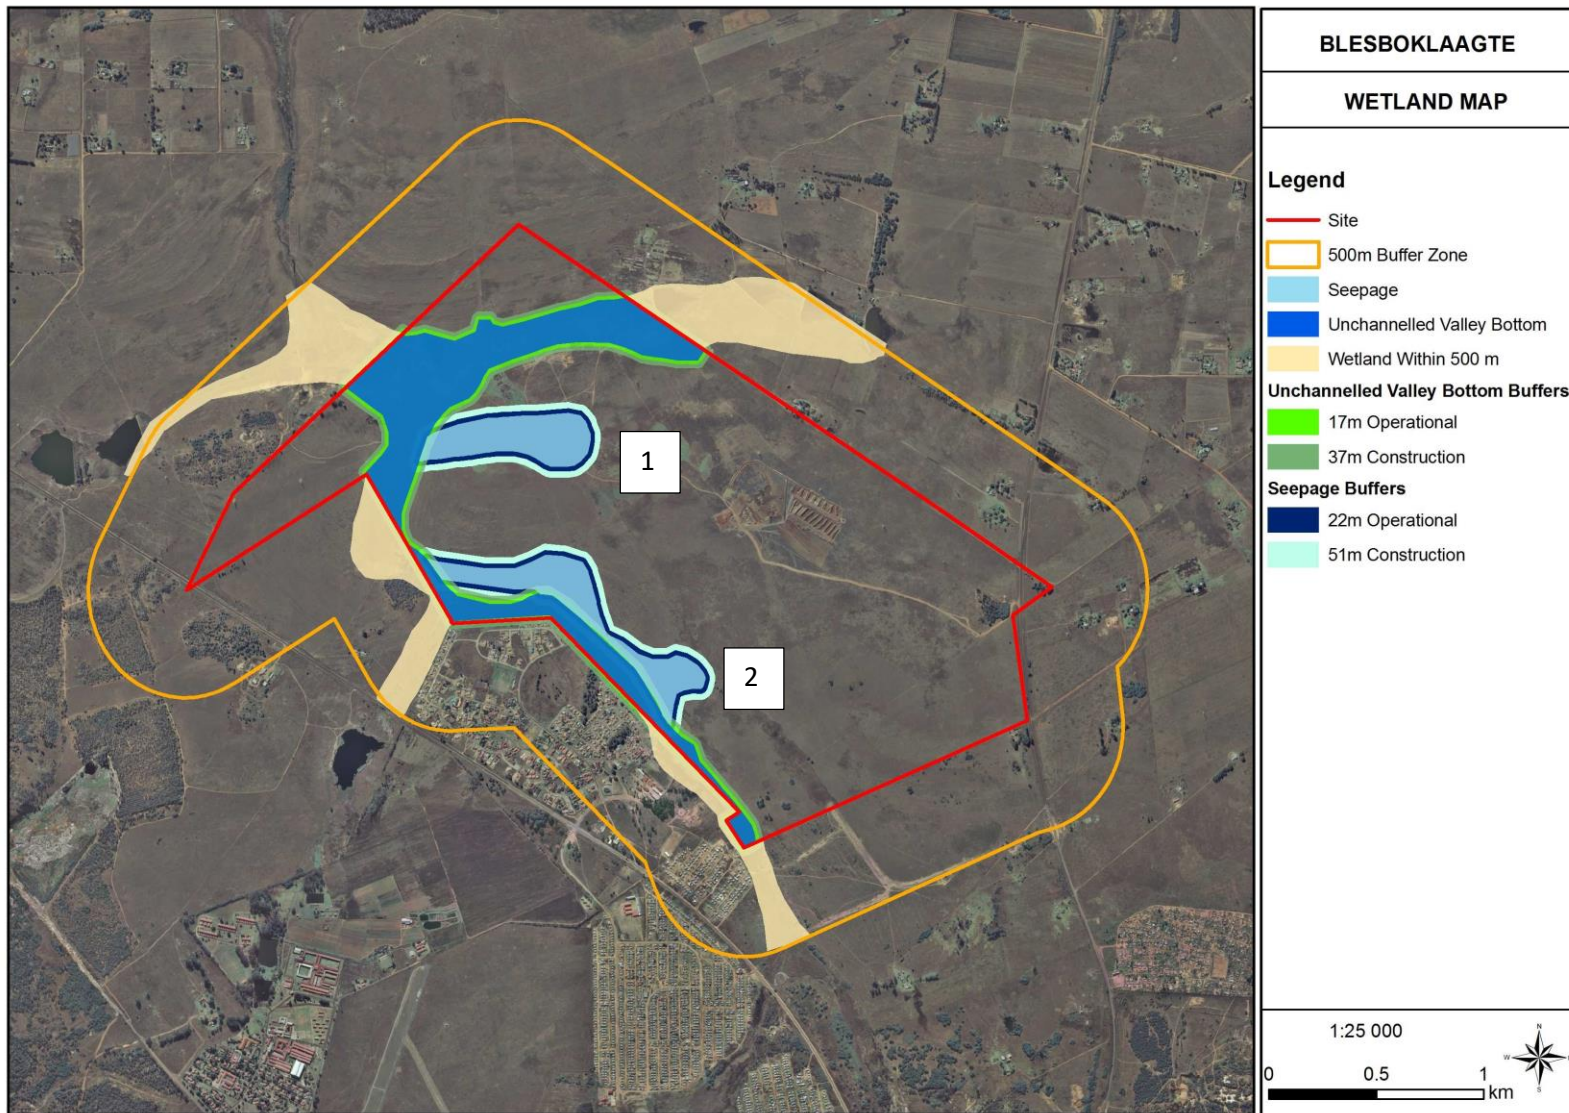 BLESBOKLAAGTE
WETLAND MAP
Legend
Site
500m Buffer Zone
Seepage
Unchannelled Valley Bottom
Wetland Within 500 m
Unchannelled Valley Bottom Buffers
17m Operational
37m Construction
Seepage Buffers
22m Operational
51m Construction
1
2
1:25 000
N
W
S
0 0.5 1
km